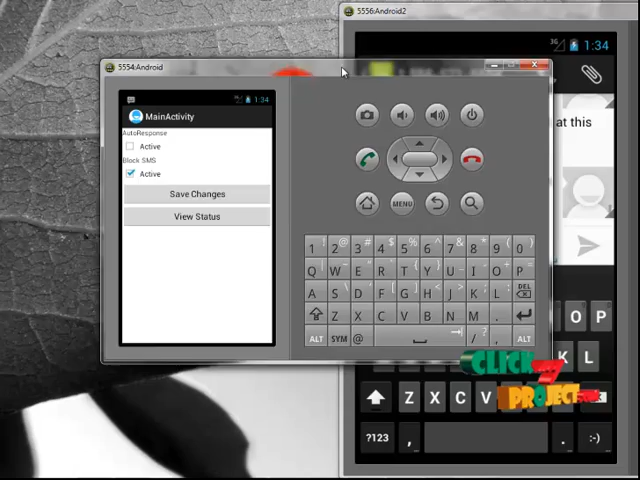 5556:Android2
3G 1:34
5554:Android
at this
1:34
MainActivity
AutoResponse
Active
Block SMS
Active
Save Changes
View Status
MENU
1 2 @ 3 # 4 $ 5 % 6 ^ 7 & 8 * 9 ( 0 )
Q W E R T Y U I O P
A S D F G H J K L DEL
Z X C V B N M .
ALT SYM @ / ? , ALT
O P
K L
Z X C V
?123 , . :-)
CLICK
MY
PROJECT